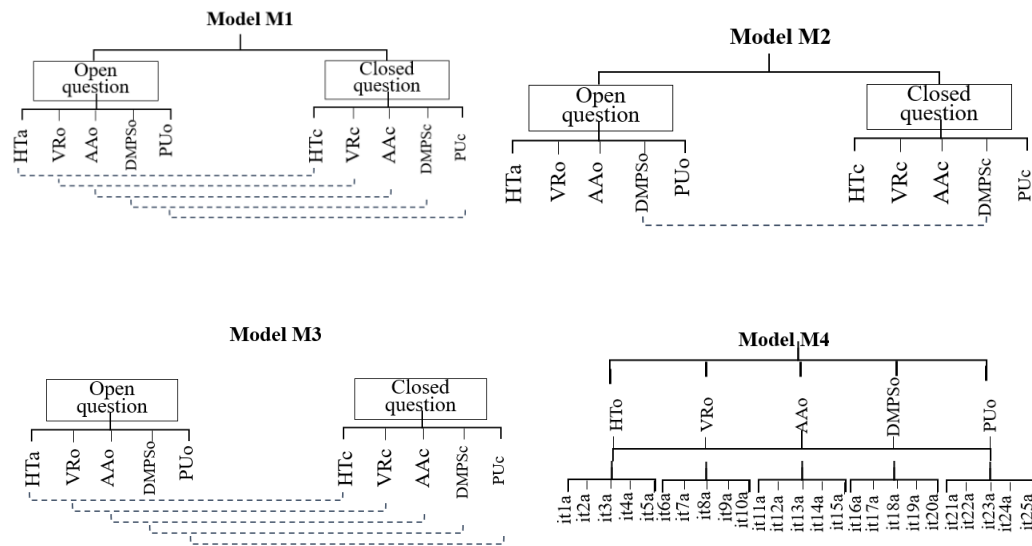 Model M1
Open
question
Closed
question
HTa
VRo
AAo
DMPSo
PUo
HTc
VRc
AAc
DMPSc
PUc
Model M2
Open
question
Closed
question
HTa
VRo
AAo
DMPSo
PUo
HTc
VRc
AAc
DMPSc
PUc
Model M3
Open
question
Closed
question
HTa
VRo
AAo
DMPSo
PUo
HTc
VRc
AAc
DMPSc
PUc
Model M4
HTo
VRo
AAo
DMPSo
PUo
it1a
it2a
it3a
it4a
it5a
it6a
it7a
it8a
it9a
it10a
it11a
it12a
it13a
it14a
it15a
it16a
it17a
it18a
it19a
it20a
it21a
it22a
it23a
it24a
it25a